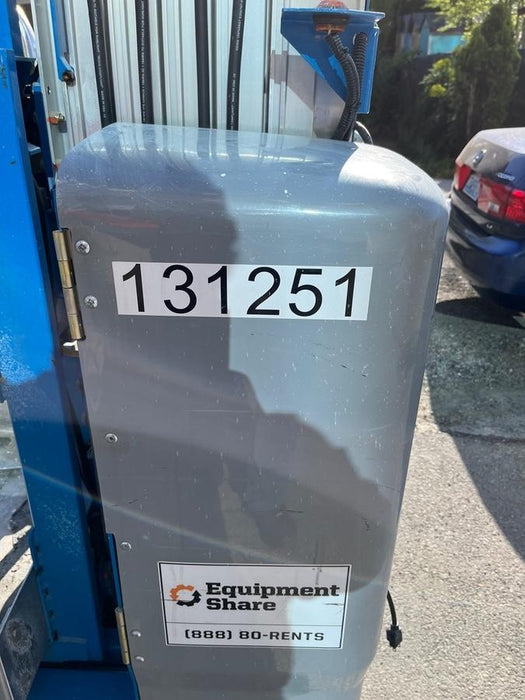 131251
Equipment
Share
(888) 80-RENTS